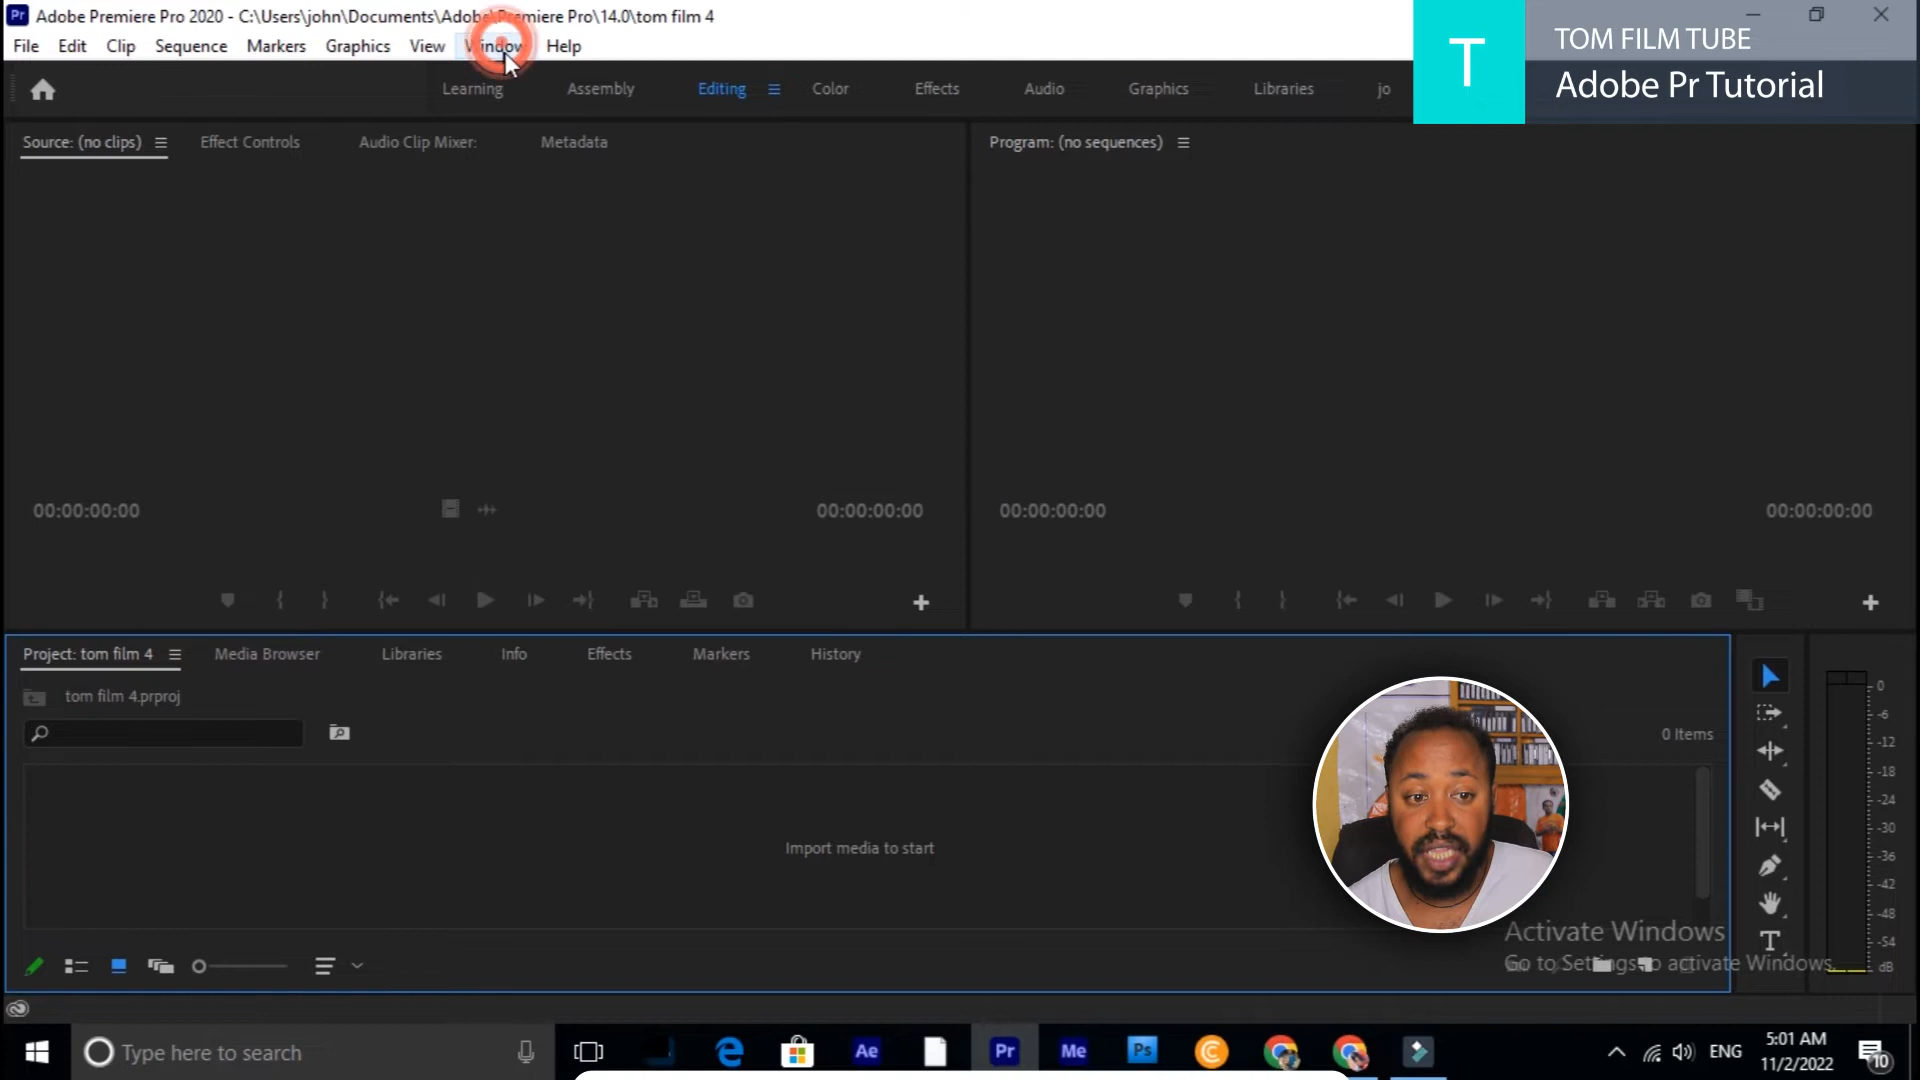 Adobe Premiere Pro 2020 - C:\Users\john\Documents\Adobe\Premiere Pro\14.0\tom film 4
File Edit Clip Sequence Markers Graphics View Window Help
TOM FILM TUBE
T
Adobe Pr Tutorial
Learning Assembly Editing Color Effects Audio Graphics Libraries jo
Source: (no clips) Effect Controls Audio Clip Mixer: Metadata
Program: (no sequences)
00:00:00:00 00:00:00:00
00:00:00:00 00:00:00:00
Project: tom film 4 Media Browser Libraries Info Effects Markers History
tom film 4.prproj
0 Items
Import media to start
0
-6
-12
-18
-24
-30
-36
-42
-48
-54
dB
Activate Windows
Go to Settings to activate Windows.
Type here to search
Ae
Pr
Me
Ps
ENG
5:01 AM
11/2/2022
10